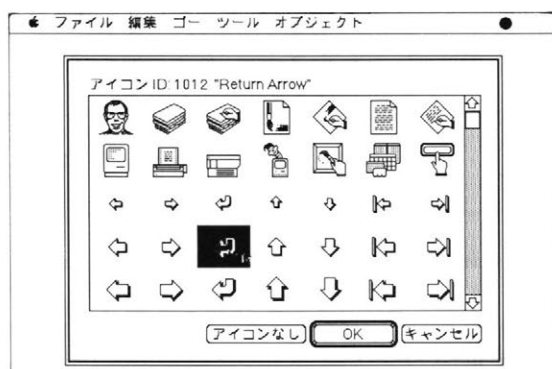 ファイル 編集 ゴー ツール オブジェクト
アイコン ID: 1012 "Return Arrow"
アイコンなし OK キャンセル